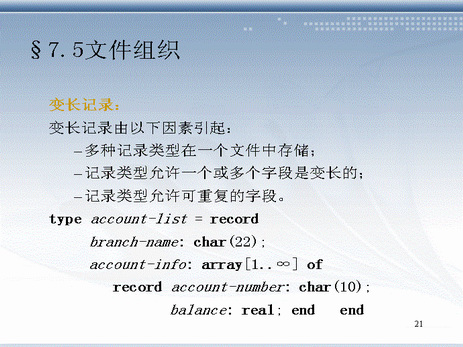 §7.5文件组织
变长记录：
变长记录由以下因素引起：
–多种记录类型在一个文件中存储；
–记录类型允许一个或多个字段是变长的；
–记录类型允许可重复的字段。
type account-list = record
branch-name: char(22);
account-info: array[1..∞] of
record account-number: char(10);
balance: real; end end
21